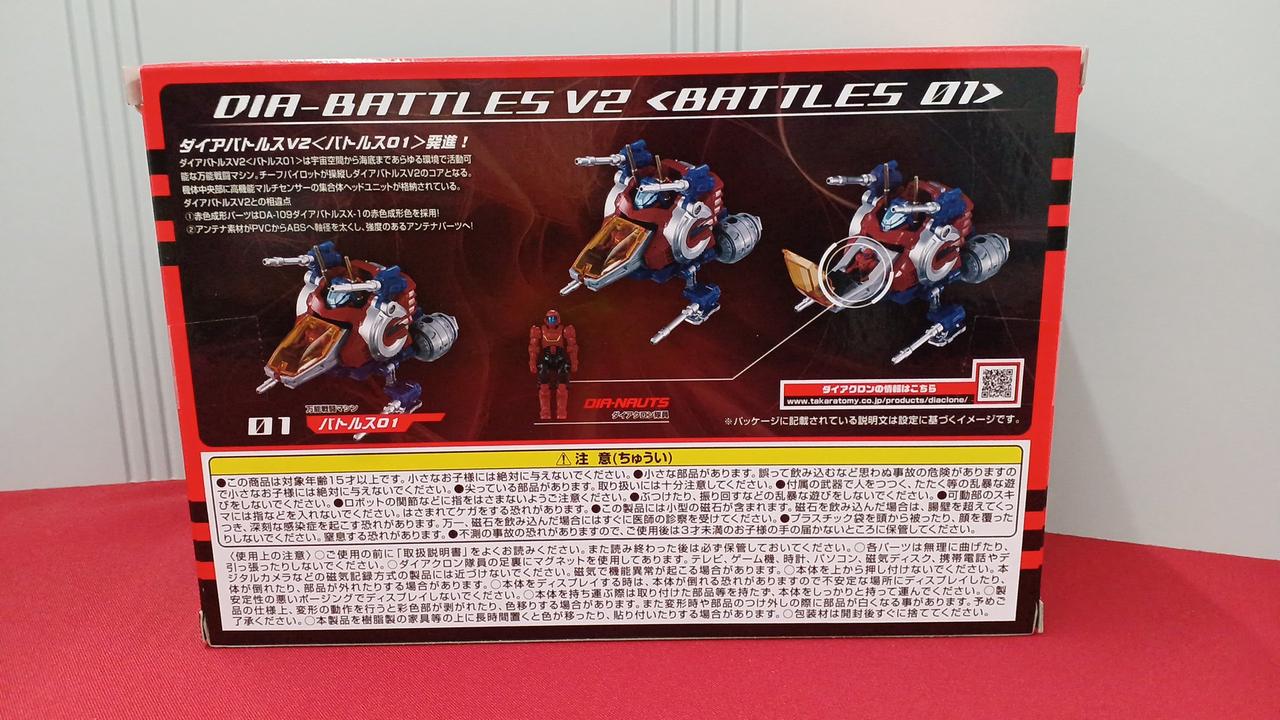 DIA-BATTLES V2 <BATTLES 01>
ダイアバトルスV2<バトルス01>発進!
ダイアバトルスV2<バトルス01>は宇宙空間から海底まであらゆる環境で活動可
能な万能戦闘マシン。チーフパイロットが操縦しダイアバトルスV2のコアとなる。
機体中央部に高機能マルチセンサーの集合体ヘッドユニットが格納されている。
ダイアバトルスV2との相違点
①赤色成形パーツはDA-109ダイアバトルスX-1の赤色成形色を採用!
②アンテナ素材がPVCからABSへ軸径を太くし、強度のあるアンテナパーツへ!
01
万能戦闘マシン
バトルス01
DIA-NAUTS
ダイアクロン隊員
ダイアクロンの情報はこちら
www.takaratomy.co.jp/products/diaclone/
※パッケージに記載されている説明文は設定に基づくイメージです。
⚠注 意(ちゅうい)
●この商品は対象年齢15才以上です。小さなお子様には絶対に与えないでください。●小さな部品があります。誤って飲み込むなど思わぬ事故の危険がありますの
で小さなお子様には絶対に与えないでください。●尖っている部品があります。取り扱いには十分注意してください。●付属の武器で人をつつく、たたく等の乱暴な遊
びをしないでください。●ロボットの関節などに指をはさまないようご注意ください。●ぶつけたり、振り回すなどの乱暴な遊びをしないでください。●可動部のスキ
マには指などを入れないでください。はさまれてケガをする恐れがあります。●この製品には小型の磁石が含まれます。磁石を飲み込んだ場合は、腸壁を超えてくっ
つき、深刻な感染症を起こす恐れがあります。万一、磁石を飲み込んだ場合にはすぐに医師の診察を受けてください。●プラスチック袋を頭から被ったり、顔を覆った
りしないでください。窒息する恐れがあります。●不測の事故の恐れがありますので、ご使用後は3才未満のお子様の手の届かないところに保管してください。
〈使用上の注意〉○ご使用の前に「取扱説明書」をよくお読みください。また読み終わった後は必ず保管しておいてください。○各パーツは無理に曲げたり、
引っ張ったりしないでください。○ダイアクロン隊員の足裏にマグネットを使用してあります。テレビ、ゲーム機、時計、パソコン、磁気ディスク、携帯電話やデ
ジタルカメラなどの磁気記録方式の製品には近づけないでください。磁気で機能異常が起こる場合があります。○本体を上から押し付けないでください。本
体が倒れたり、部品が外れたりする場合があります。○本体をディスプレイする時は、本体が倒れる恐れがありますので不安定な場所にディスプレイしたり、
安定性の悪いポージングでディスプレイしないでください。○本体を持ち運ぶ際は取り付けた部品等を持たず、本体をしっかりと持って運んでください。○製
品の仕様上、変形の動作を行うと彩色部が剥がれたり、色移りする場合があります。また変形時や部品のつけ外しの際に部品が白くなる事があります。予めご
了承ください。○本製品を樹脂製の家具等の上に長時間置くと色が移ったり、貼り付いたりする場合があります。○包装材は開封後すぐに捨ててください。